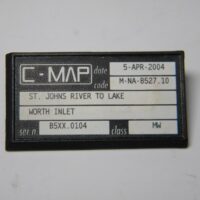 C-MAP date 5-APR-2004
code M-NA-B527.10
ST. JOHNS RIVER TO LAKE
WORTH INLET
ser.n. B5XX.0104 class MW